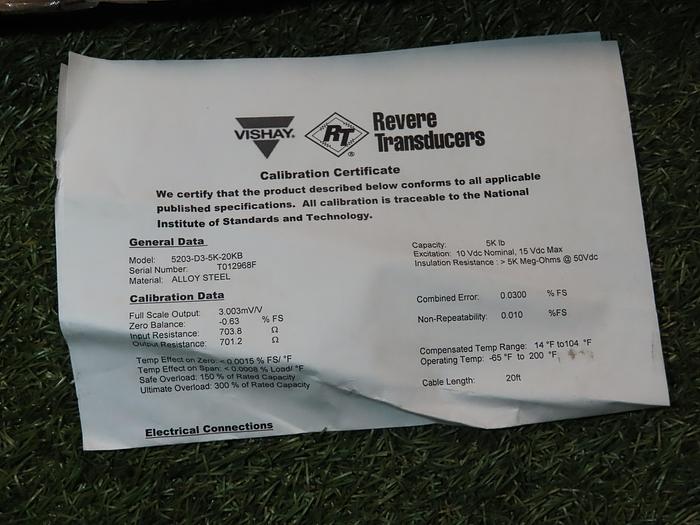 VISHAY.
RT
®
Revere
Transducers
Calibration Certificate
We certify that the product described below conforms to all applicable
published specifications. All calibration is traceable to the National
Institute of Standards and Technology.
General Data
Model: 5203-D3-5K-20KB
Serial Number: T012968F
Material: ALLOY STEEL
Capacity: 5K lb
Excitation: 10 Vdc Nominal, 15 Vdc Max
Insulation Resistance : > 5K Meg-Ohms @ 50Vdc
Calibration Data
Full Scale Output: 3.003mV/V
Zero Balance: -0.63 % FS
Input Resistance: 703.8 Ω
Output Resistance: 701.2 Ω
Combined Error: 0.0300 % FS
Non-Repeatability: 0.010 %FS
Temp Effect on Zero: < 0.0015 % FS/ °F
Temp Effect on Span: < 0.0008 % Load/ °F
Safe Overload: 150 % of Rated Capacity
Ultimate Overload: 300 % of Rated Capacity
Compensated Temp Range: 14 °F to104 °F
Operating Temp: -65 °F to 200 °F
Cable Length: 20ft
Electrical Connections